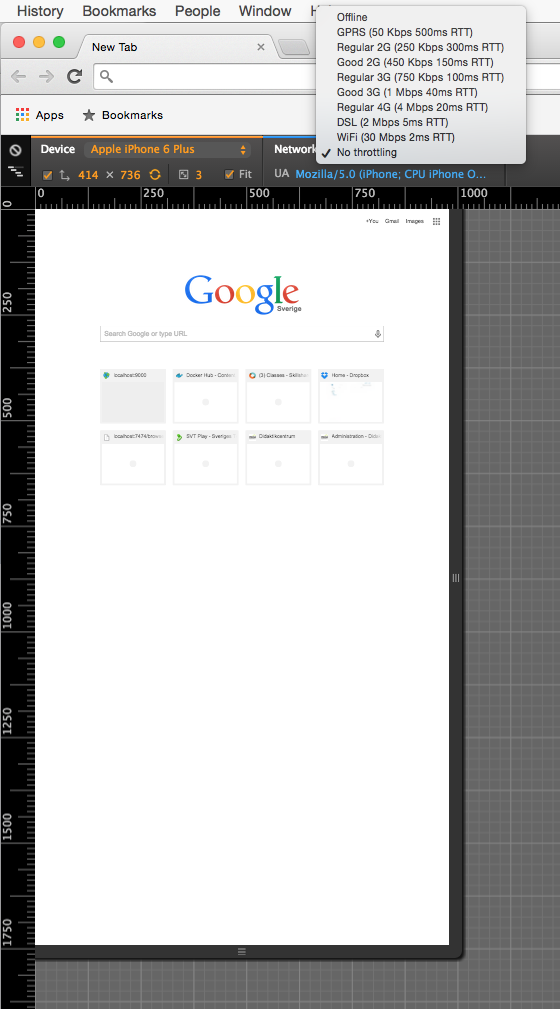 History Bookmarks People Window
Offline
GPRS (50 Kbps 500ms RTT)
Regular 2G (250 Kbps 300ms RTT)
Good 2G (450 Kbps 150ms RTT)
Regular 3G (750 Kbps 100ms RTT)
Good 3G (1 Mbps 40ms RTT)
Regular 4G (4 Mbps 20ms RTT)
DSL (2 Mbps 5ms RTT)
WiFi (30 Mbps 2ms RTT)
✓ No throttling
New Tab
Apps Bookmarks
Device Apple iPhone 6 Plus Network
414 × 736 3 Fit UA Mozilla/5.0 (iPhone; CPU iPhone O...
0 250 500 750 1000
0
250
500
750
1000
1250
1500
1750
+You Gmail Images
Google
Sverige
Search Google or type URL
localhost:9000 Docker Hub - Conten (3) Classes - Skillsha Home - Dropbox
localhost:7474/brows SVT Play - Sveriges Didaktikcentrum Administration - Didak